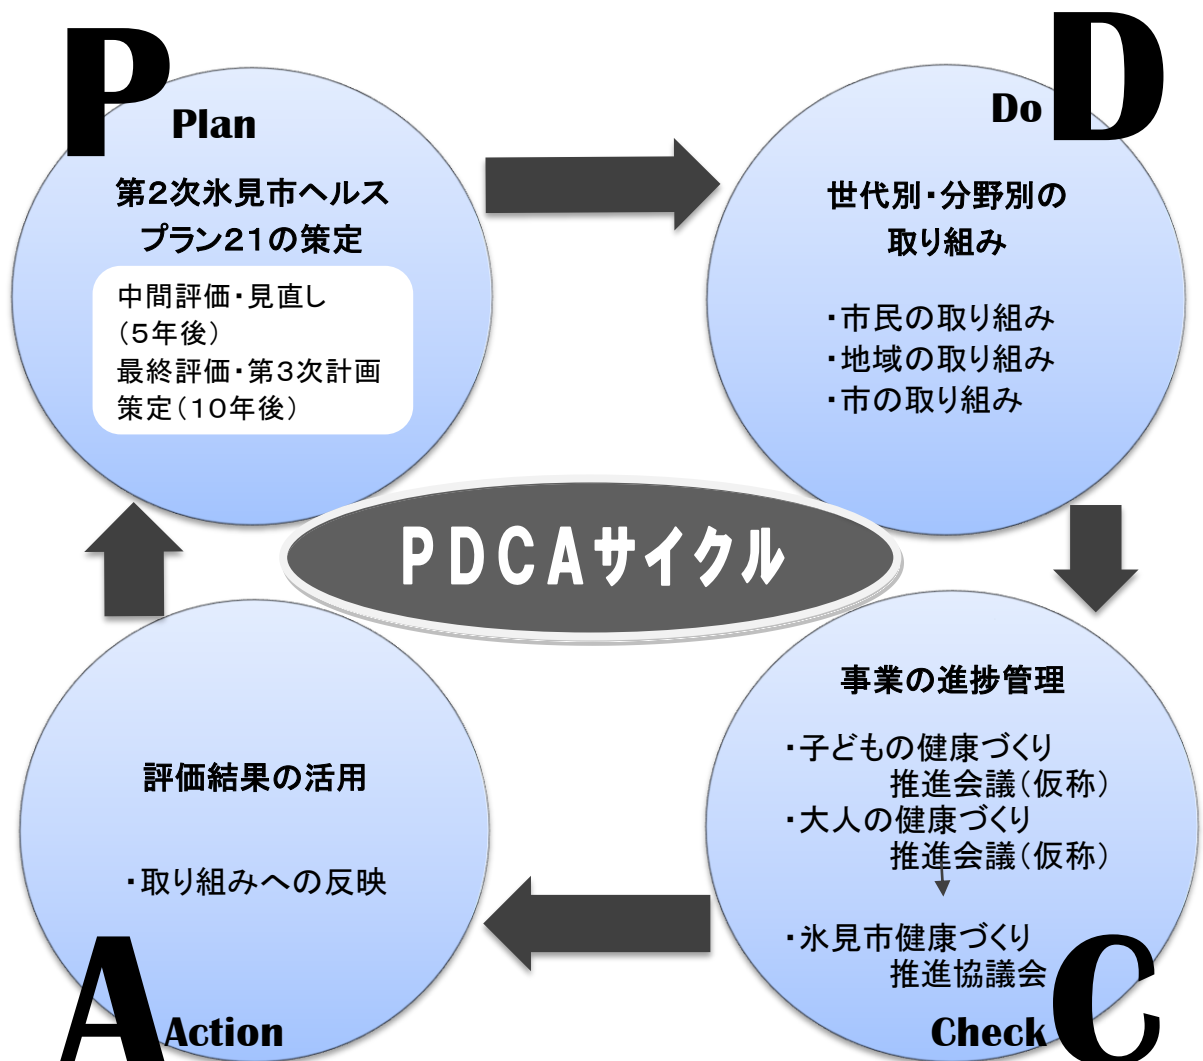 P
Plan
第2次氷見市ヘルス
プラン21の策定
中間評価・見直し
(5年後)
最終評価・第3次計画
策定(10年後)
D
Do
世代別・分野別の
取り組み
・市民の取り組み
・地域の取り組み
・市の取り組み
PDCAサイクル
事業の進捗管理
・子どもの健康づくり
推進会議(仮称)
・大人の健康づくり
推進会議(仮称)
・氷見市健康づくり
推進協議会
Check
C
評価結果の活用
・取り組みへの反映
A
Action